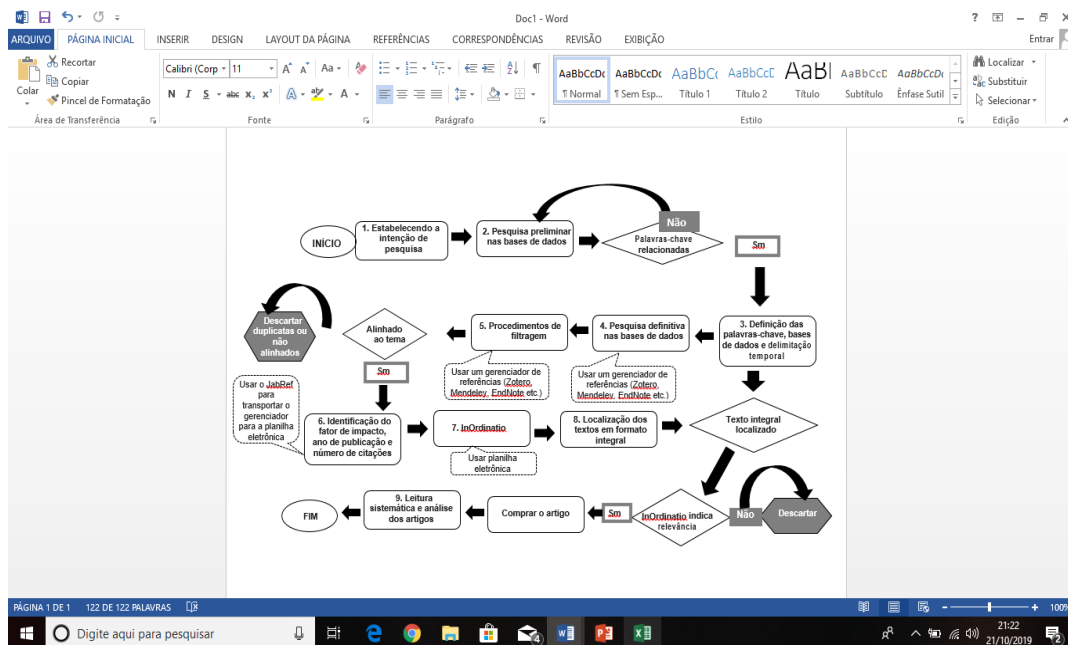 Doc1 - Word
ARQUIVO PÁGINA INICIAL INSERIR DESIGN LAYOUT DA PÁGINA REFERÊNCIAS CORRESPONDÊNCIAS REVISÃO EXIBIÇÃO Entrar
Colar
Recortar
Copiar
Pincel de Formatação
Área de Transferência
Calibri (Corp 11
N I S abc x₂ x²
Fonte
Parágrafo
AaBbCcDc AaBbCcDc AaBbCc AaBbCcD AaBl AaBbCcD AaBbCcDc
¶ Normal ¶ Sem Esp... Título 1 Título 2 Título Subtítulo Ênfase Sutil
Estilo
Localizar
Substituir
Selecionar
Edição
INÍCIO
1. Estabelecendo a
intenção de
pesquisa
2. Pesquisa preliminar
nas bases de dados
Não
Palavras-chave
relacionadas
Sm
3. Definição das
palavras-chave, bases
de dados e delimitação
temporal
4. Pesquisa definitiva
nas bases de dados
Usar um gerenciador de
referências (Zotero,
Mendeley, EndNote etc.)
5. Procedimentos de
filtragem
Usar um gerenciador de
referências (Zotero,
Mendeley, EndNote etc.)
Alinhado
ao tema
Descartar
duplicatas ou
não
alinhados
Sm
Usar o JabRef
para
transportar o
gerenciador
para a planilha
eletrônica
6. Identificação do
fator de impacto,
ano de publicação e
número de citações
7. InOrdinatio
Usar planilha
eletrônica
8. Localização dos
textos em formato
integral
Texto integral
localizado
InOrdinatio indica
relevância
Não
Descartar
Sm
Comprar o artigo
9. Leitura
sistemática e análise
dos artigos
FIM
PÁGINA 1 DE 1 122 DE 122 PALAVRAS 100%
Digite aqui para pesquisar
21:22
21/10/2019